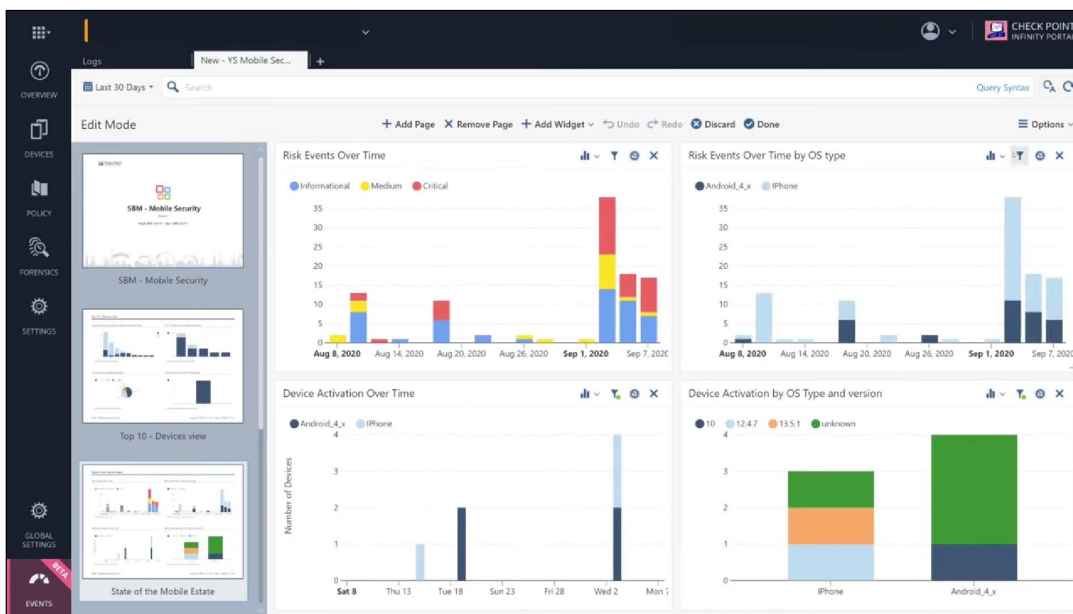 CHECK POINT
INFINITY PORTAL
Logs
New - YS Mobile Sec...
+
Last 30 Days
Search
Query Syntax
Edit Mode
+ Add Page
Remove Page
+ Add Widget
Undo
Redo
Discard
Done
Options
OVERVIEW
DEVICES
POLICY
FORENSICS
SETTINGS
GLOBAL
SETTINGS
BETA
EVENTS
SBM - Mobile Security
SBM - Mobile Security
Top 10 - Devices view
State of the Mobile Estate
Risk Events Over Time
Informational Medium Critical
35
30
25
20
15
10
5
0
Aug 8, 2020 Aug 14, 2020 Aug 20, 2020 Aug 26, 2020 Sep 1, 2020 Sep 7, 2020
Risk Events Over Time by OS type
Android_4_x IPhone
35
30
25
20
15
10
5
0
Aug 8, 2020 Aug 14, 2020 Aug 20, 2020 Aug 26, 2020 Sep 1, 2020 Sep 7, 2020
Device Activation Over Time
Android_4_x IPhone
Number of Devices
4
3
2
1
0
Sat 8 Thu 13 Tue 18 Sun 23 Fri 28 Wed 2 Mon 7
Device Activation by OS Type and version
10 12.4.7 13.5.1 unknown
4
3
2
1
0
IPhone Android_4_x